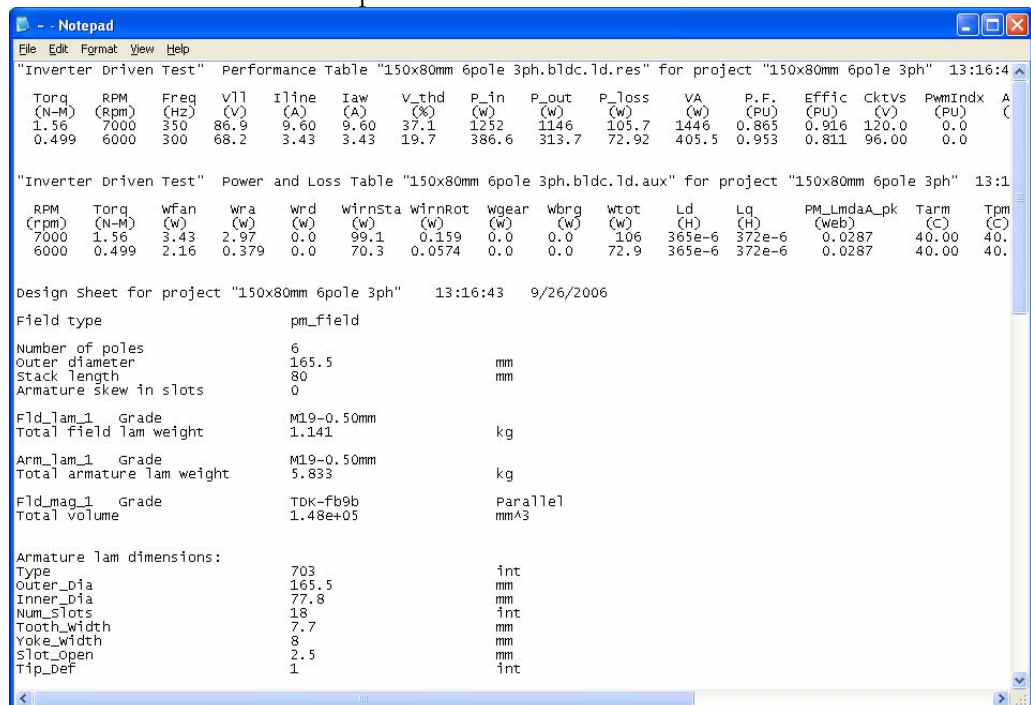 ~ - Notepad
File Edit Format View Help
"Inverter Driven Test" Performance Table "150x80mm 6pole 3ph.bldc.ld.res" for project "150x80mm 6pole 3ph" 13:16:4
Torq RPM Freq Vll Iline Iaw V_thd P_in P_out P_loss VA P.F. Effic CktVs PwmIndx A
(N-M) (Rpm) (Hz) (V) (A) (A) (%) (W) (W) (W) (W) (PU) (PU) (V) (PU) (
1.56 7000 350 86.9 9.60 9.60 37.1 1252 1146 105.7 1446 0.865 0.916 120.0 0.0
0.499 6000 300 68.2 3.43 3.43 19.7 386.6 313.7 72.92 405.5 0.953 0.811 96.00 0.0
"Inverter Driven Test" Power and Loss Table "150x80mm 6pole 3ph.bldc.ld.aux" for project "150x80mm 6pole 3ph" 13:1
RPM Torq Wfan Wra Wrd WirnSta WirnRot Wgear Wbrg Wtot Ld Lq PM_LmdaA_pk Tarm Tpm
(rpm) (N-M) (W) (W) (W) (W) (W) (W) (W) (W) (H) (H) (Web) (C) (C)
7000 1.56 3.43 2.97 0.0 99.1 0.159 0.0 0.0 106 365e-6 372e-6 0.0287 40.00 40.
6000 0.499 2.16 0.379 0.0 70.3 0.0574 0.0 0.0 72.9 365e-6 372e-6 0.0287 40.00 40.
Design Sheet for project "150x80mm 6pole 3ph" 13:16:43 9/26/2006
Field type pm_field
Number of poles 6
Outer diameter 165.5 mm
Stack length 80 mm
Armature skew in slots 0
Fld_lam_1 Grade M19-0.50mm
Total field lam weight 1.141 kg
Arm_lam_1 Grade M19-0.50mm
Total armature lam weight 5.833 kg
Fld_mag_1 Grade TDK-fb9b Parallel
Total volume 1.48e+05 mm^3
Armature lam dimensions:
Type 703 int
Outer_Dia 165.5 mm
Inner_Dia 77.8 mm
Num_Slots 18 int
Tooth_Width 7.7 mm
Yoke_Width 8 mm
Slot_Open 2.5 mm
Tip_Def 1 int